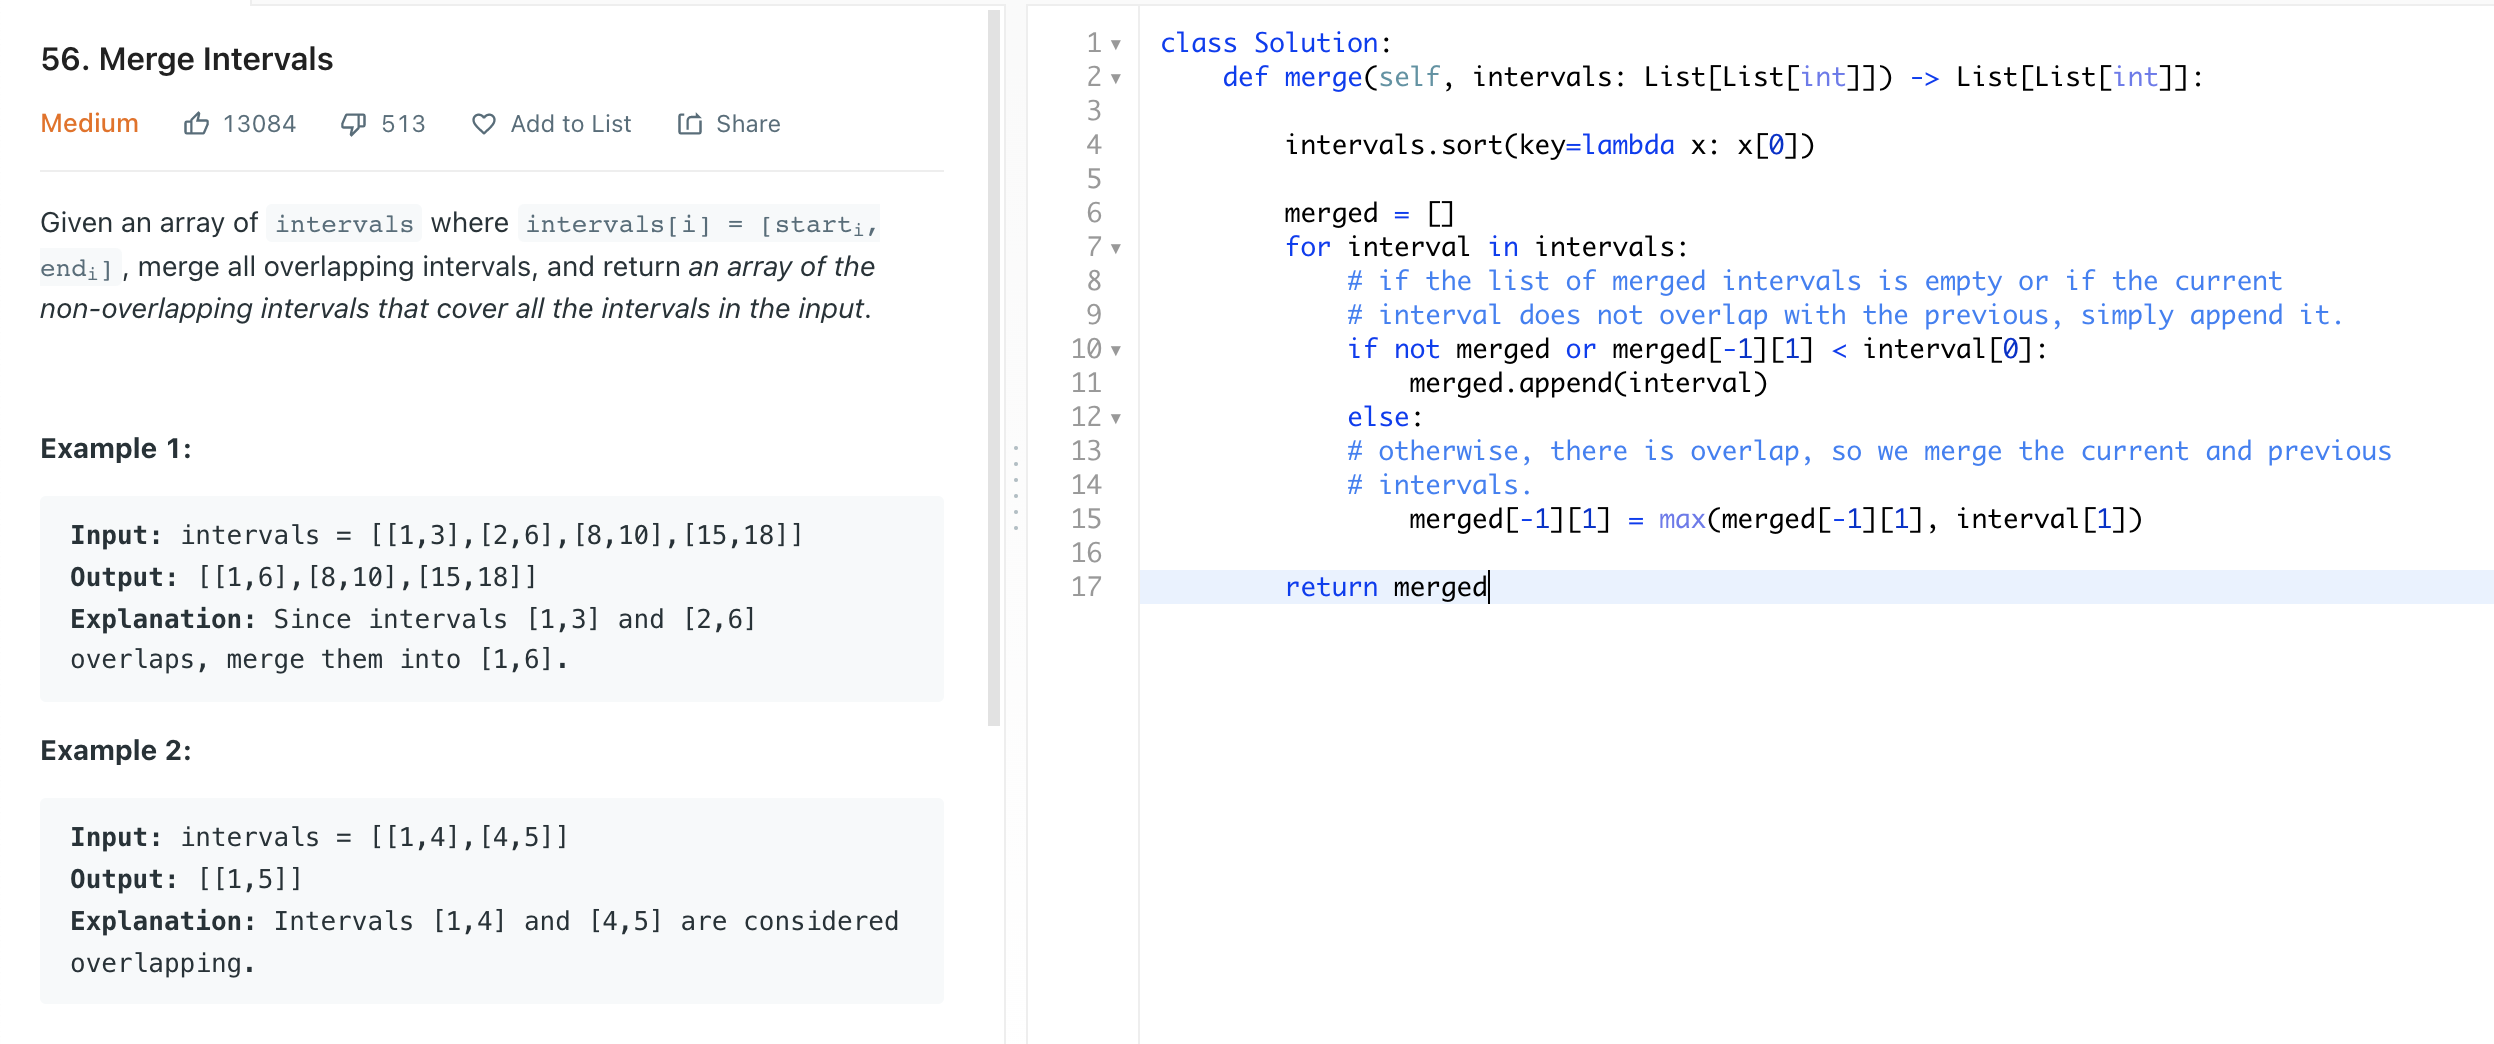 56. Merge Intervals
Medium 13084 513 Add to List Share
Given an array of intervals where intervals[i] = [starti,
endi], merge all overlapping intervals, and return an array of the
non-overlapping intervals that cover all the intervals in the input.
Example 1:
Input: intervals = [[1,3],[2,6],[8,10],[15,18]]
Output: [[1,6],[8,10],[15,18]]
Explanation: Since intervals [1,3] and [2,6]
overlaps, merge them into [1,6].
Example 2:
Input: intervals = [[1,4],[4,5]]
Output: [[1,5]]
Explanation: Intervals [1,4] and [4,5] are considered
overlapping.
1 class Solution:
2     def merge(self, intervals: List[List[int]]) -> List[List[int]]:
3
4         intervals.sort(key=lambda x: x[0])
5
6         merged = []
7         for interval in intervals:
8             # if the list of merged intervals is empty or if the current
9             # interval does not overlap with the previous, simply append it.
10             if not merged or merged[-1][1] < interval[0]:
11                 merged.append(interval)
12             else:
13             # otherwise, there is overlap, so we merge the current and previous
14             # intervals.
15                 merged[-1][1] = max(merged[-1][1], interval[1])
16
17         return merged